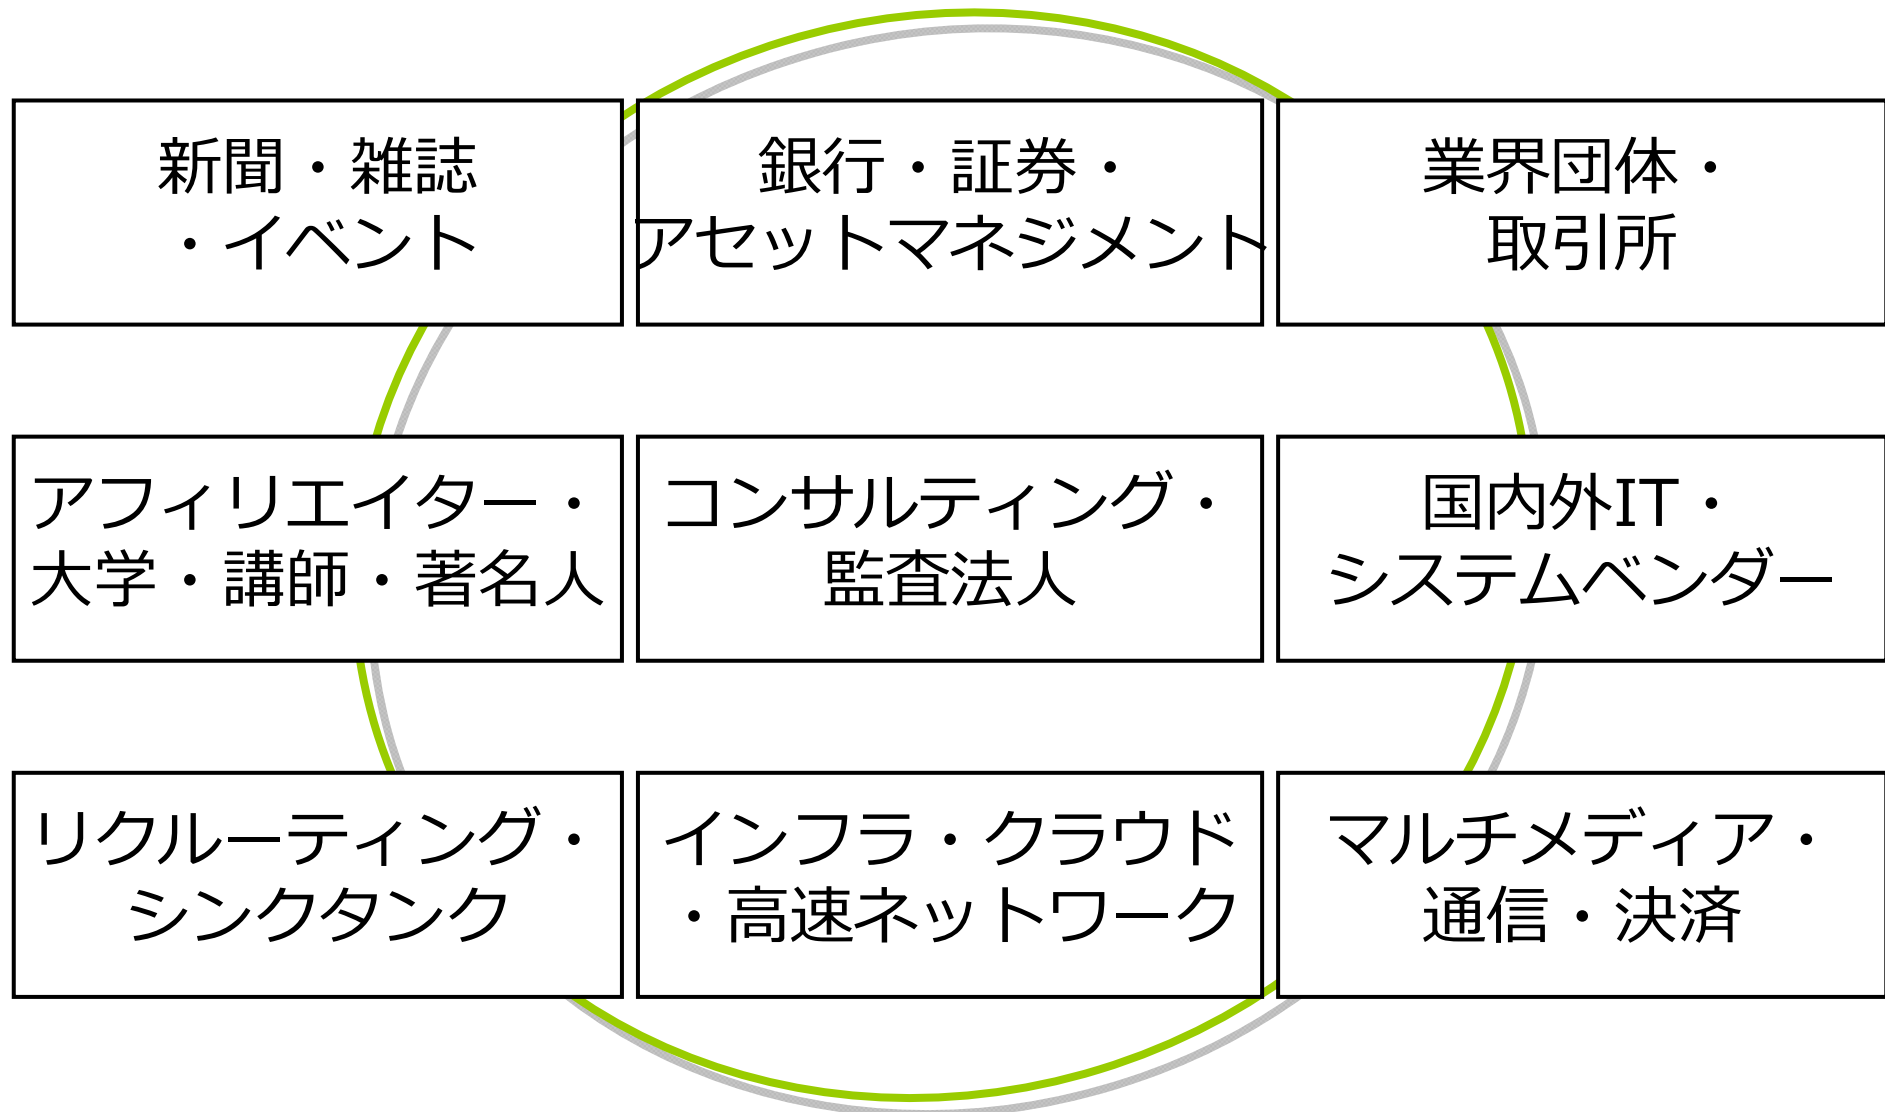 新聞・雑誌
・イベント
銀行・証券・
アセットマネジメント
業界団体・
取引所
アフィリエイター・
大学・講師・著名人
コンサルティング・
監査法人
国内外IT・
システムベンダー
リクルーティング・
シンクタンク
インフラ・クラウド
・高速ネットワーク
マルチメディア・
通信・決済